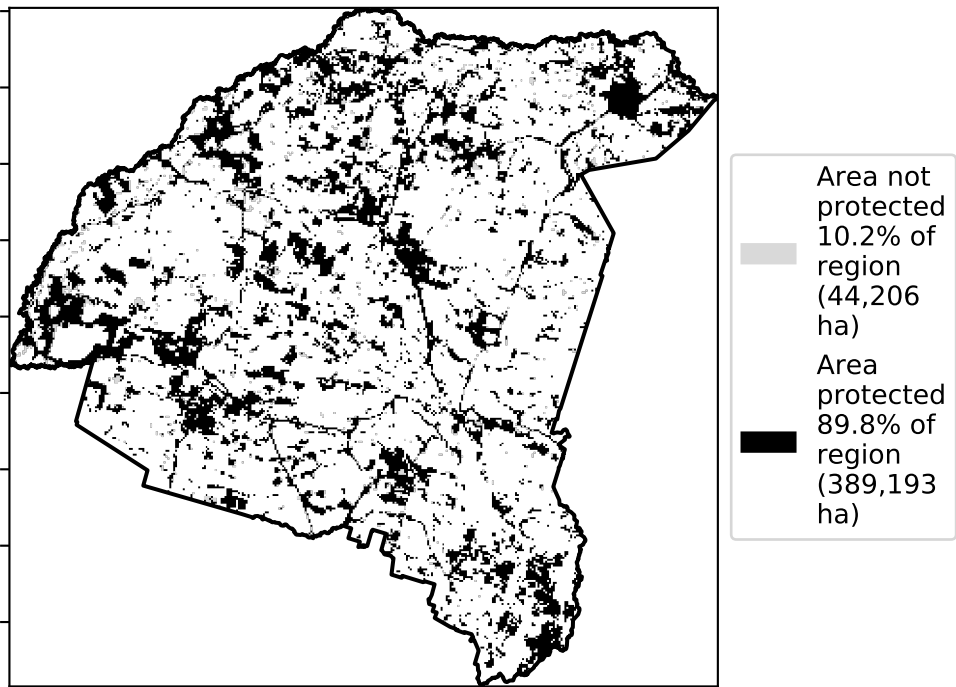 Area not
protected
10.2% of
region
(44,206
ha)
Area
protected
89.8% of
region
(389,193
ha)